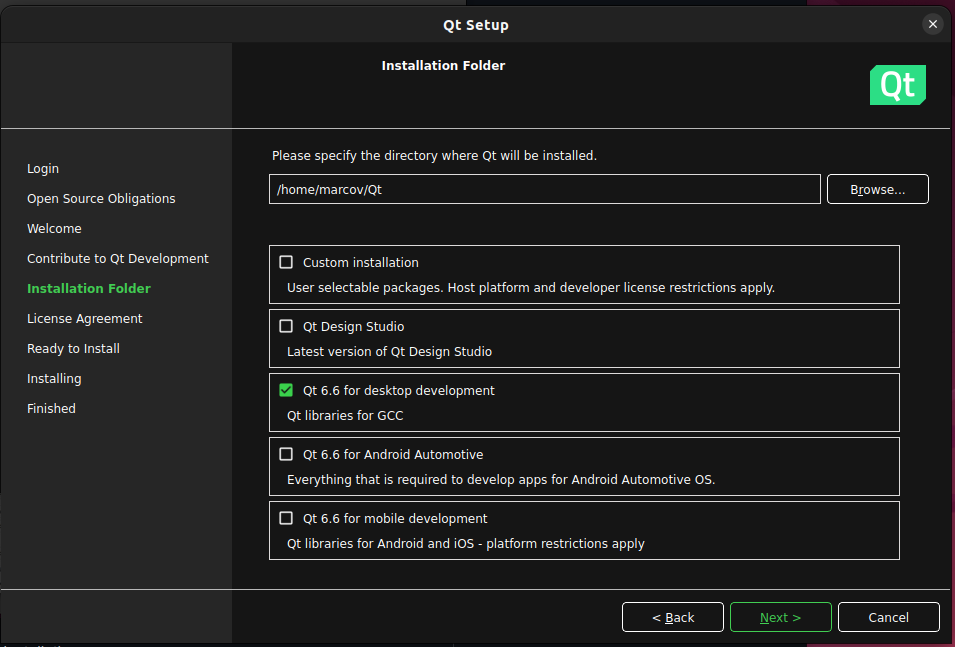 Qt Setup
Installation Folder
Qt
Login
Open Source Obligations
Welcome
Contribute to Qt Development
Installation Folder
License Agreement
Ready to Install
Installing
Finished
Please specify the directory where Qt will be installed.
/home/marcov/Qt
Browse...
Custom installation
User selectable packages. Host platform and developer license restrictions apply.
Qt Design Studio
Latest version of Qt Design Studio
Qt 6.6 for desktop development
Qt libraries for GCC
Qt 6.6 for Android Automotive
Everything that is required to develop apps for Android Automotive OS.
Qt 6.6 for mobile development
Qt libraries for Android and iOS - platform restrictions apply
< Back
Next >
Cancel